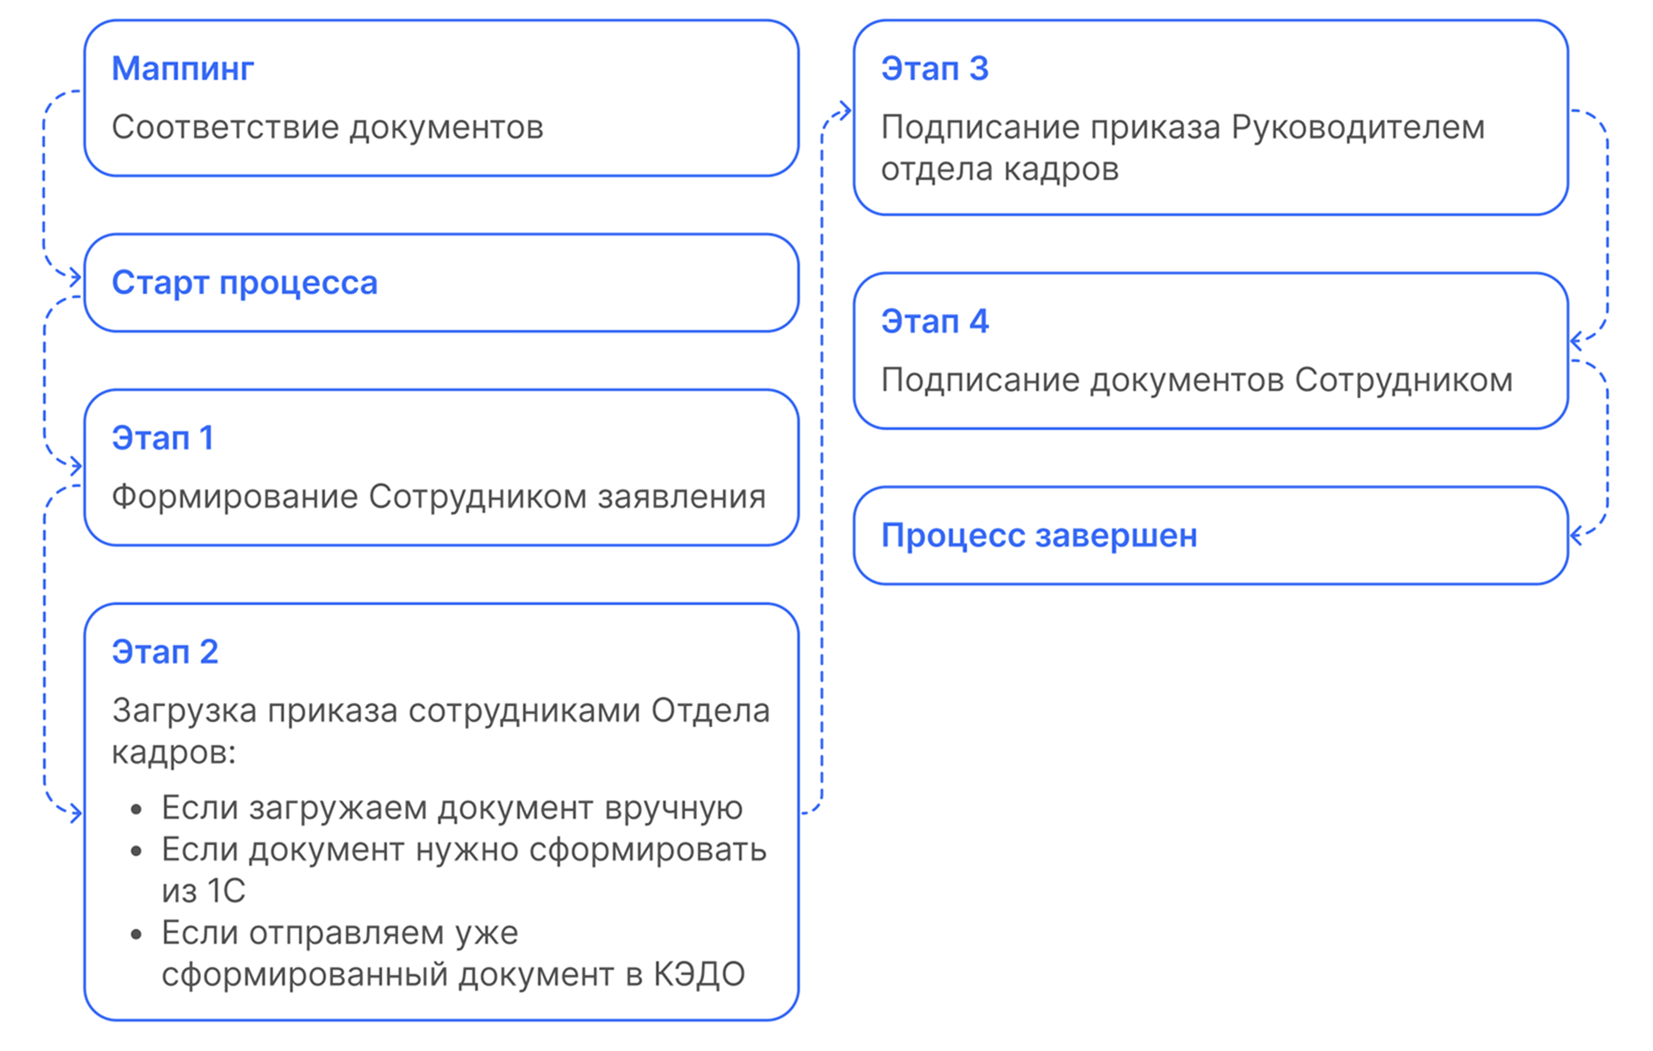 Маппинг
Соответствие документов
Старт процесса
Этап 1
Формирование Сотрудником заявления
Этап 2
Загрузка приказа сотрудниками Отдела
кадров:
• Если загружаем документ вручную
• Если документ нужно сформировать
из 1С
• Если отправляем уже
сформированный документ в КЭДО
Этап 3
Подписание приказа Руководителем
отдела кадров
Этап 4
Подписание документов Сотрудником
Процесс завершен